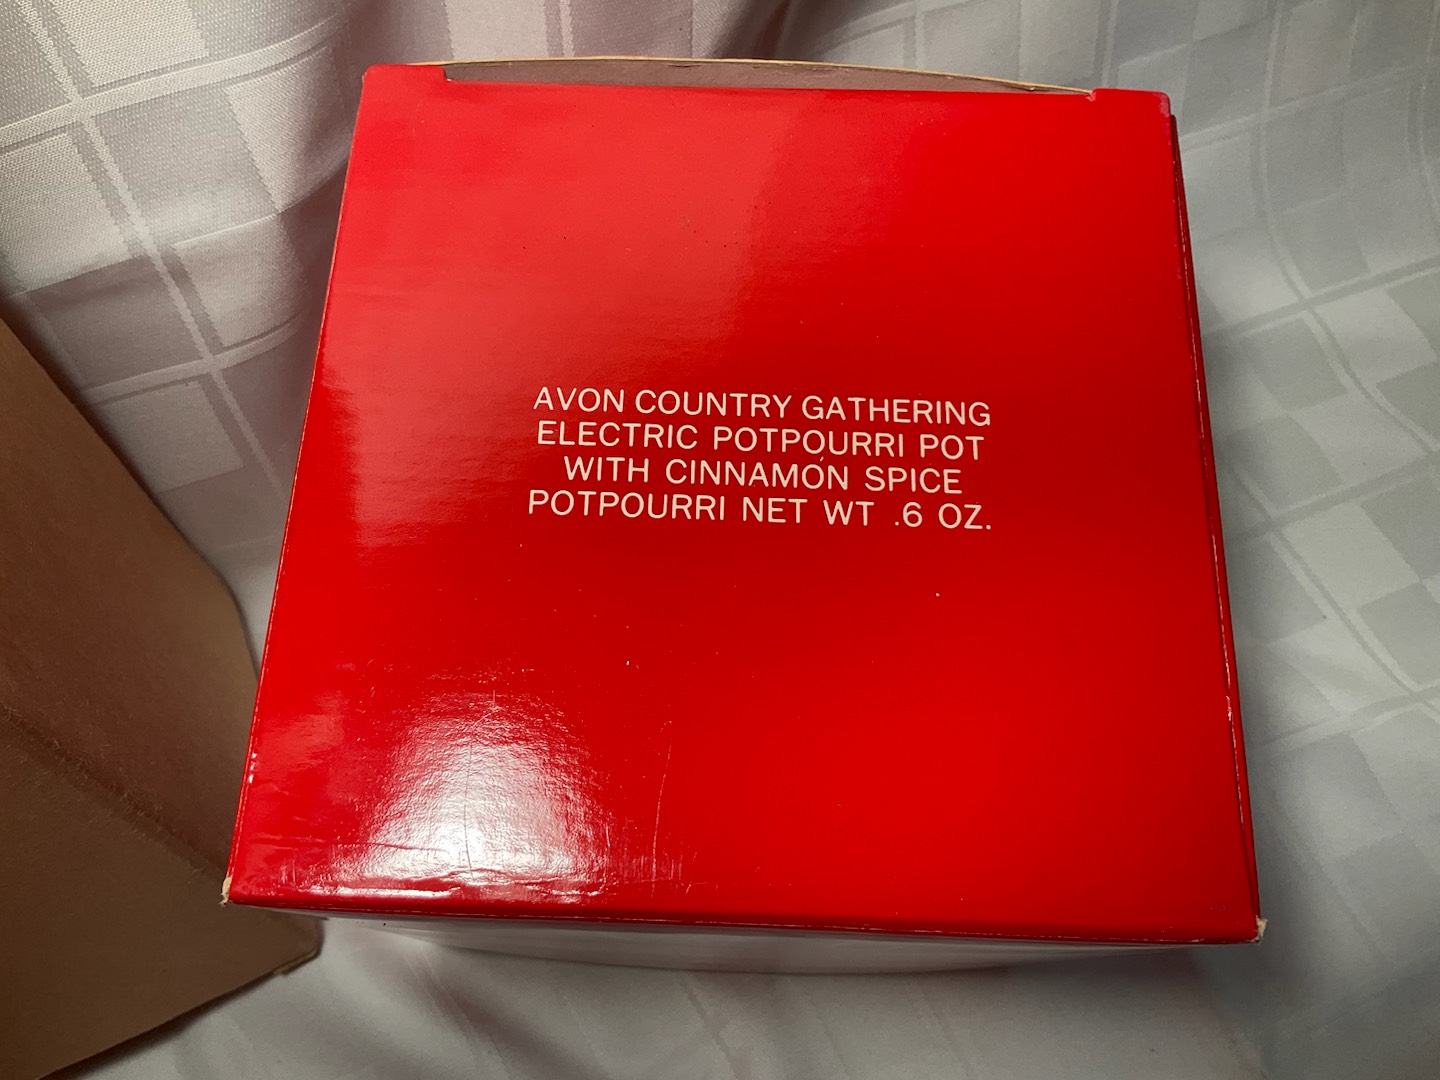 AVON COUNTRY GATHERING
ELECTRIC POTPOURRI POT
WITH CINNAMON SPICE
POTPOURRI NET WT .6 OZ.